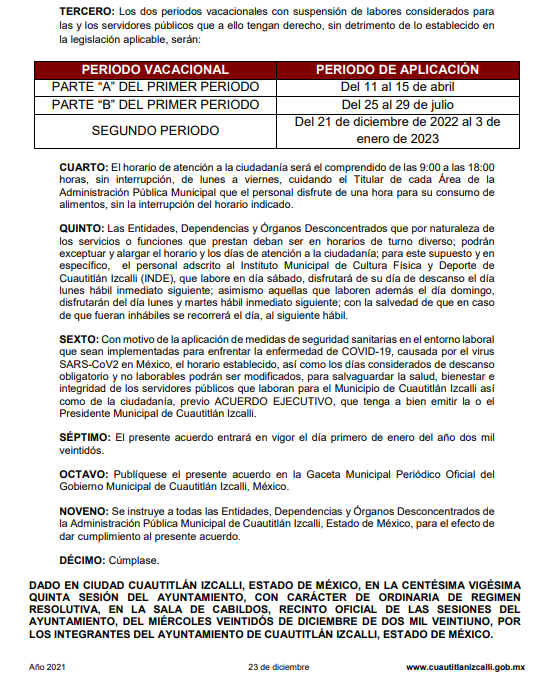 TERCERO: Los dos periodos vacacionales con suspensión de labores considerados para
las y los servidores públicos que a ello tengan derecho, sin detrimento de lo establecido en
la legislación aplicable, serán:
PERIODO VACACIONAL PERIODO DE APLICACIÓN
PARTE “A” DEL PRIMER PERIODO Del 11 al 15 de abril
PARTE “B” DEL PRIMER PERIODO Del 25 al 29 de julio
SEGUNDO PERIODO Del 21 de diciembre de 2022 al 3 de
enero de 2023
CUARTO: El horario de atención a la ciudadanía será el comprendido de las 9:00 a las 18:00
horas, sin interrupción, de lunes a viernes, cuidando el Titular de cada Área de la
Administración Pública Municipal que el personal disfrute de una hora para su consumo de
alimentos, sin la interrupción del horario indicado.
QUINTO: Las Entidades, Dependencias y Órganos Desconcentrados que por naturaleza de
los servicios o funciones que prestan deban ser en horarios de turno diverso; podrán
exceptuar y alargar el horario y los días de atención a la ciudadanía; para este supuesto y en
específico, el personal adscrito al Instituto Municipal de Cultura Física y Deporte de
Cuautitlán Izcalli (INDE), que labore en día sábado, disfrutará de su día de descanso el día
lunes hábil inmediato siguiente; asimismo aquellas que laboren además el día domingo,
disfrutarán del día lunes y martes hábil inmediato siguiente; con la salvedad de que en caso
de que fueran inhábiles se recorrerá el día, al siguiente hábil.
SEXTO: Con motivo de la aplicación de medidas de seguridad sanitarias en el entorno laboral
que sean implementadas para enfrentar la enfermedad de COVID-19, causada por el virus
SARS-CoV2 en México, el horario establecido, así como los días considerados de descanso
obligatorio y no laborables podrán ser modificados, para salvaguardar la salud, bienestar e
integridad de los servidores públicos que laboran para el Municipio de Cuautitlán Izcalli así
como de la ciudadanía, previo ACUERDO EJECUTIVO, que tenga a bien emitir la o el
Presidente Municipal de Cuautitlán Izcalli.
SÉPTIMO: El presente acuerdo entrará en vigor el día primero de enero del año dos mil
veintidós.
OCTAVO: Publíquese el presente acuerdo en la Gaceta Municipal Periódico Oficial del
Gobierno Municipal de Cuautitlán Izcalli, México.
NOVENO: Se instruye a todas las Entidades, Dependencias y Órganos Desconcentrados de
la Administración Pública Municipal de Cuautitlán Izcalli, Estado de México, para el efecto de
dar cumplimiento al presente acuerdo.
DÉCIMO: Cúmplase.
DADO EN CIUDAD CUAUTITLÁN IZCALLI, ESTADO DE MÉXICO, EN LA CENTÉSIMA VIGÉSIMA
QUINTA SESIÓN DEL AYUNTAMIENTO, CON CARÁCTER DE ORDINARIA DE REGIMEN
RESOLUTIVA, EN LA SALA DE CABILDOS, RECINTO OFICIAL DE LAS SESIONES DEL
AYUNTAMIENTO, DEL MIÉRCOLES VEINTIDÓS DE DICIEMBRE DE DOS MIL VEINTIUNO, POR
LOS INTEGRANTES DEL AYUNTAMIENTO DE CUAUTITLÁN IZCALLI, ESTADO DE MÉXICO.
Año 2021 23 de diciembre www.cuautitlanizcalli.gob.mx